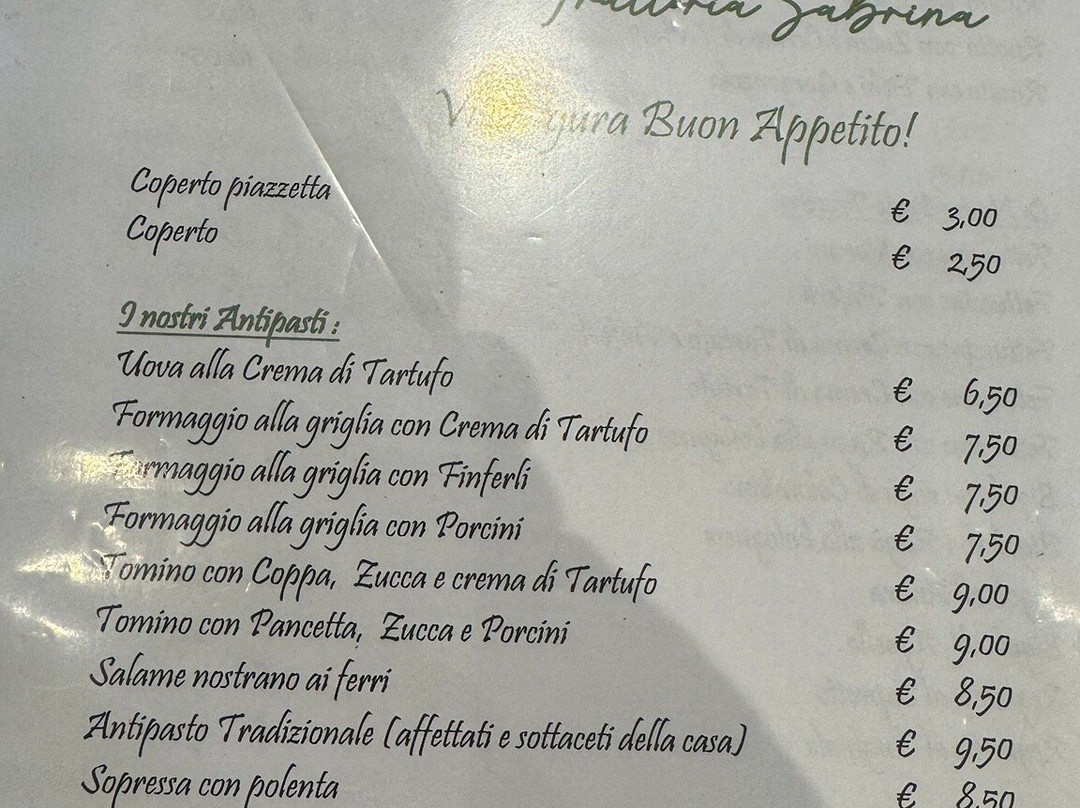 Trattoria Sabrina
Buon Appetito!
Coperto piazzetta € 3,00
Coperto € 2,50
I nostri Antipasti :
Uova alla Crema di Tartufo € 6,50
Formaggio alla griglia con Crema di Tartufo € 7,50
Formaggio alla griglia con Finferli € 7,50
Formaggio alla griglia con Porcini € 7,50
Tomino con Coppa, Zucca e crema di Tartufo € 9,00
Tomino con Pancetta, Zucca e Porcini € 9,00
Salame nostrano ai ferri € 8,50
Antipasto Tradizionale (affettati e sottaceti della casa) € 9,50
Sopressa con polenta € 8,50